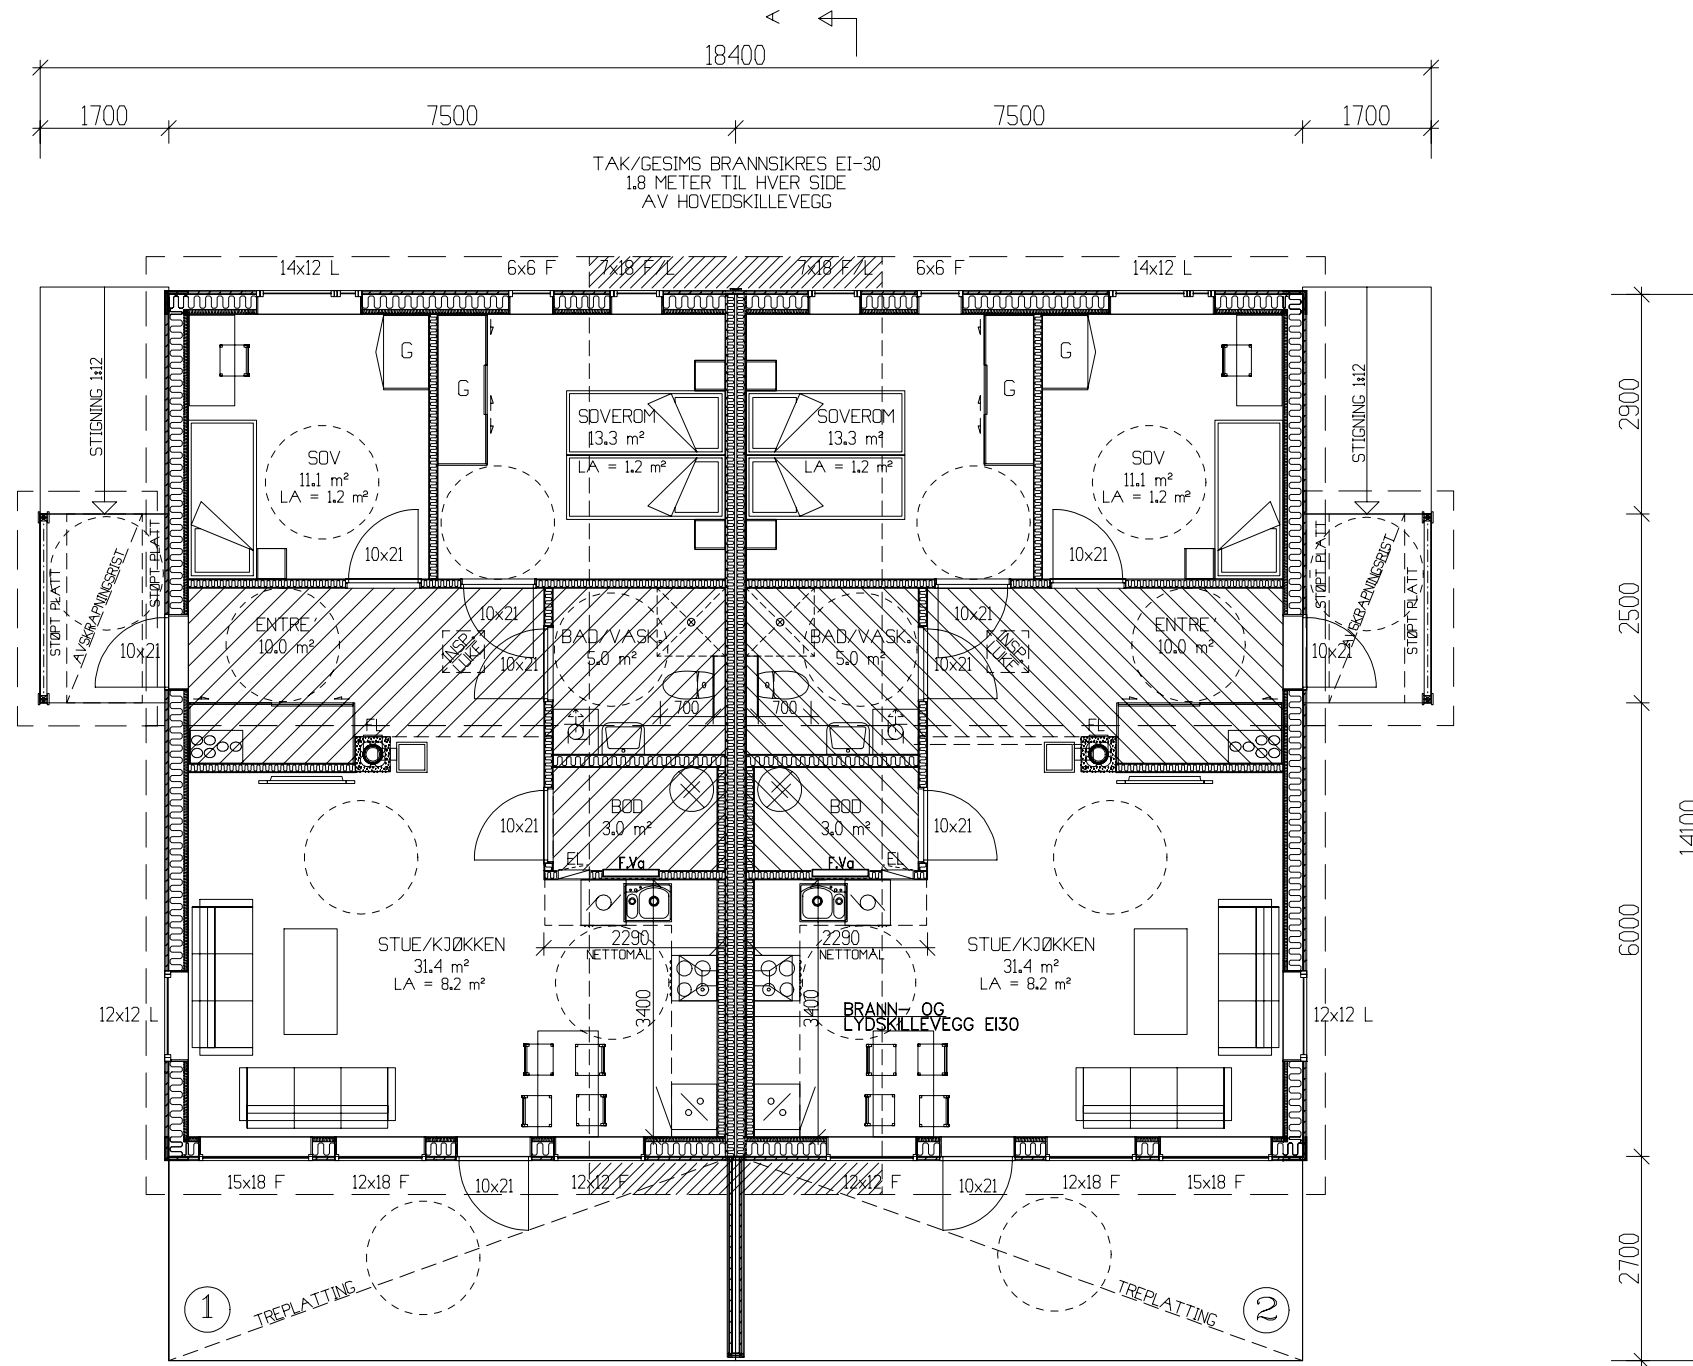 A
18400
1700 7500 7500 1700
TAK/GESIMS BRANNSIKRES EI-30
1.8 METER TIL HVER SIDE
AV HOVEDSKILLEVEGG
14x12 L 6x6 F 7x18 F/L 7x18 F/L 6x6 F 14x12 L
STIGNING 1:12
G
G
SOV
11.1 m²
LA = 1.2 m²
SOVEROM
13.3 m²
LA = 1.2 m²
SOVEROM
13.3 m²
LA = 1.2 m²
G
G
SOV
11.1 m²
LA = 1.2 m²
STIGNING 1:12
2900
10x21
10x21
STØPT PLATT
AVSKRAPNINGSRIST
STØPT PLATT
10x21
ENTRE
10.0 m²
INSP.
LUKE
10x21
10x21
BAD/VASK.
5.0 m²
700
BAD/VASK.
5.0 m²
700
10x21
10x21
INSP.
LUKE
ENTRE
10.0 m²
10x21
STØPT PLATT
AVSKRAPNINGSRIST
STØPT PLATT
2500
EL
EL
BOD
3.0 m²
10x21
EL
F.Va
BOD
3.0 m²
10x21
F.Va
EL
14100
STUE/KJØKKEN
31.4 m²
LA = 8.2 m²
2290
NETTOMÅL
3400
2290
NETTOMÅL
3400
STUE/KJØKKEN
31.4 m²
LA = 8.2 m²
6000
12x12 L
BRANN- OG
LYDSKILLEVEGG EI30
12x12 L
15x18 F 12x18 F 10x21 12x12 F 12x12 F 10x21 12x18 F 15x18 F
1
TREPLATTING
TREPLATTING
2
2700